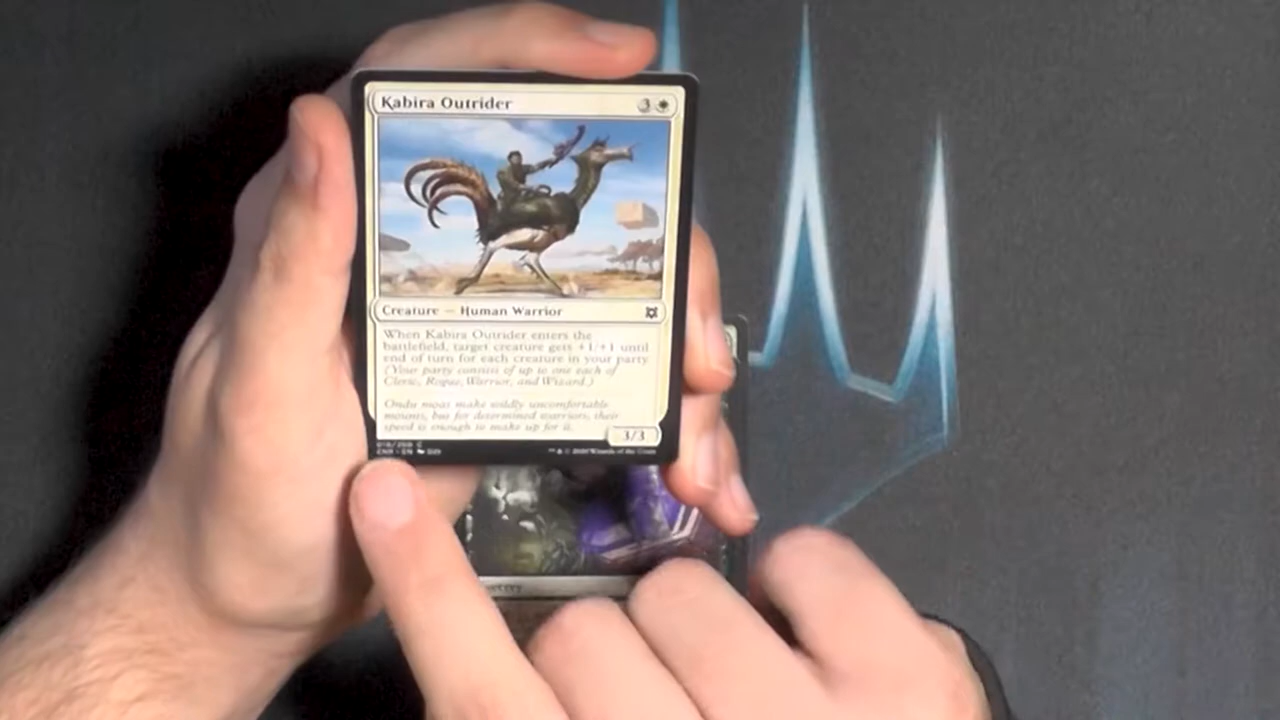 Kabira Outrider 3
Creature — Human Warrior
When Kabira Outrider enters the
battlefield, target creature gets +1/+1 until
end of turn for each creature in your party.
(Your party consists of up to one each of
Cleric, Rogue, Warrior, and Wizard.)
Ondu moas make wildly uncomfortable
mounts, but for determined warriors, their
speed is enough to make up for it.
3/3